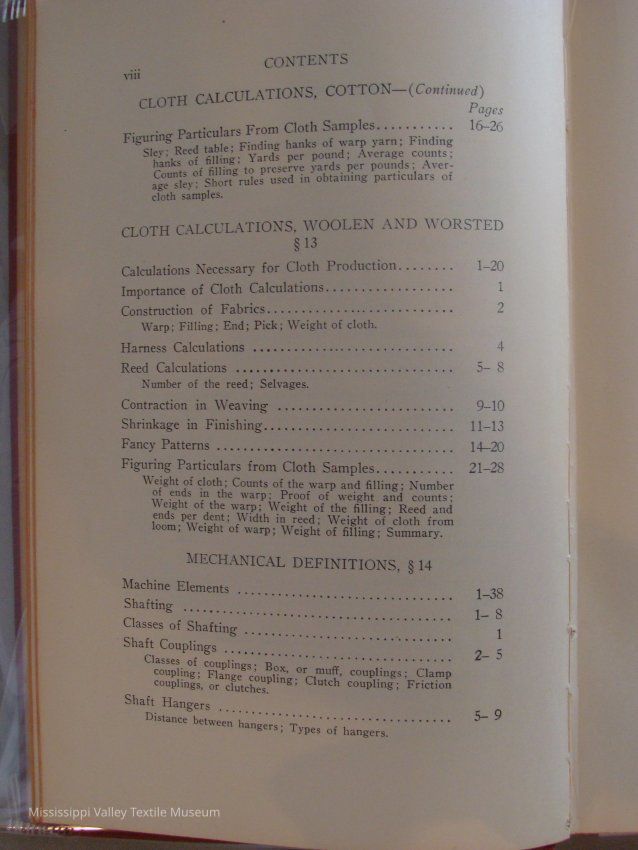 viii
CONTENTS
CLOTH CALCULATIONS, COTTON—(Continued)
Pages
Figuring Particulars From Cloth Samples........... 16–26
Sley; Reed table; Finding hanks of warp yarn; Finding
hanks of filling; Yards per pound; Average counts;
Counts of filling to preserve yards per pounds; Aver-
age sley; Short rules used in obtaining particulars of
cloth samples.
CLOTH CALCULATIONS, WOOLEN AND WORSTED
§ 13
Calculations Necessary for Cloth Production........ 1–20
Importance of Cloth Calculations.................. 1
Construction of Fabrics.......................... 2
Warp; Filling; End; Pick; Weight of cloth.
Harness Calculations ............................ 4
Reed Calculations .............................. 5– 8
Number of the reed; Selvages.
Contraction in Weaving ......................... 9–10
Shrinkage in Finishing........................... 11–13
Fancy Patterns ................................. 14–20
Figuring Particulars from Cloth Samples............ 21–28
Weight of cloth; Counts of the warp and filling; Number
of ends in the warp; Proof of weight and counts;
Weight of the warp; Weight of the filling; Reed and
ends per dent; Width in reed; Weight of cloth from
loom; Weight of warp; Weight of filling; Summary.
MECHANICAL DEFINITIONS, § 14
Machine Elements .............................. 1–38
Shafting ...................................... 1– 8
Classes of Shafting ............................. 1
Shaft Couplings ................................ 2– 5
Classes of couplings; Box, or muff, couplings; Clamp
coupling; Flange coupling; Clutch coupling; Friction
couplings, or clutches.
Shaft Hangers ................................. 5– 9
Distance between hangers; Types of hangers.
Mississippi Valley Textile Museum